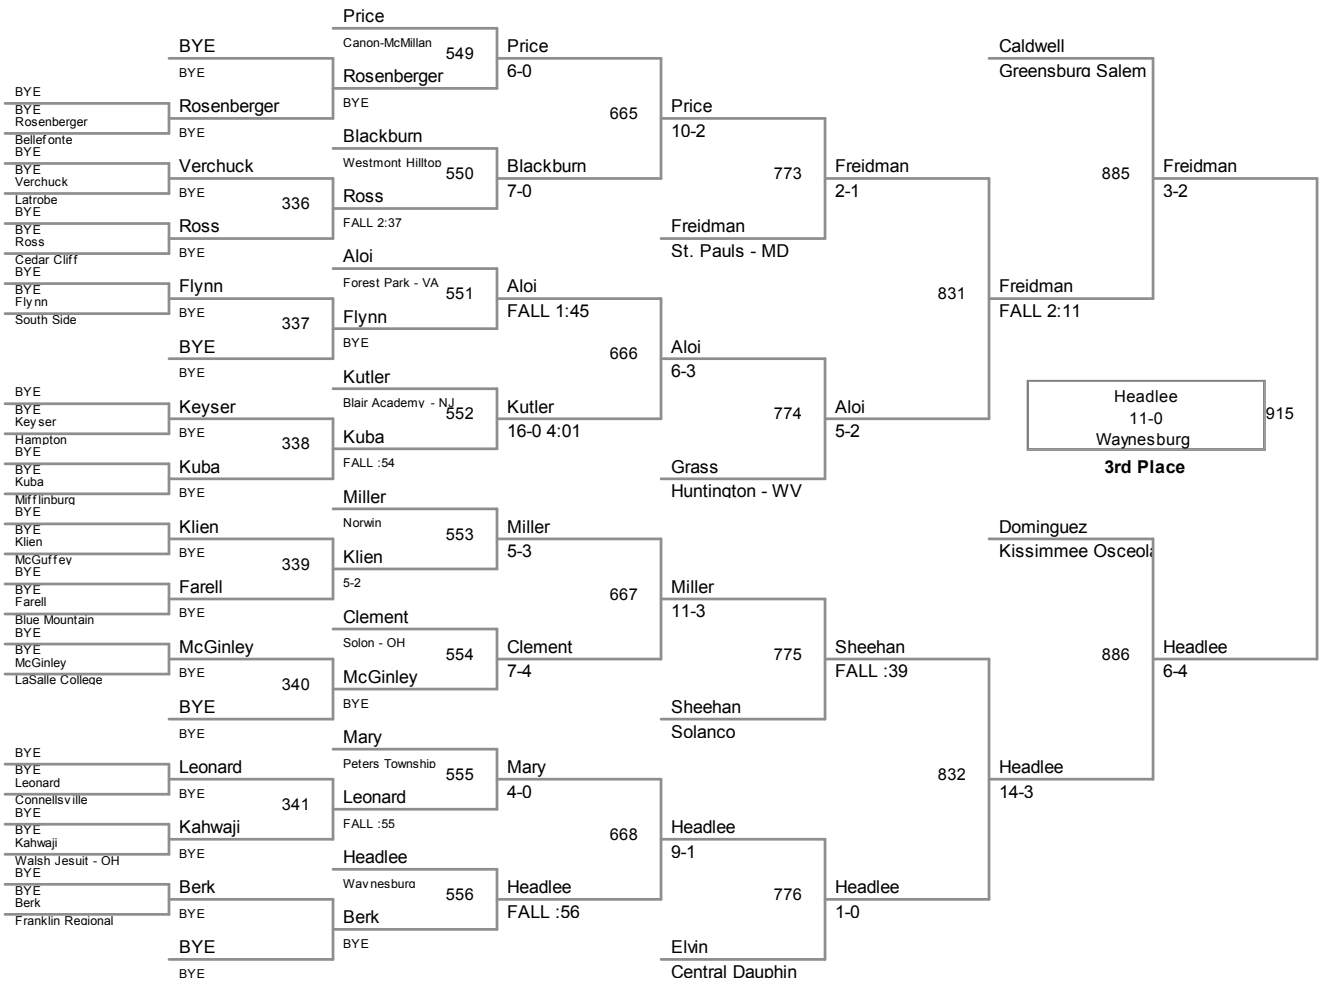 BYE
BYE
Rosenberger
Bellefonte
BYE
BYE
Verchuck
Latrobe
BYE
BYE
Ross
Cedar Cliff
BYE
BYE
Flynn
South Side
BYE
BYE
Keyser
Hampton
BYE
BYE
Kuba
Mifflinburg
BYE
BYE
Klien
McGuffey
BYE
BYE
Farell
Blue Mountain
BYE
BYE
McGinley
LaSalle College
BYE
BYE
Leonard
Connellsville
BYE
BYE
Kahwaji
Walsh Jesuit - OH
BYE
BYE
Berk
Franklin Regional
BYE
BYE
Rosenberger
BYE
Verchuck
BYE
336
Ross
BYE
Flynn
BYE
337
BYE
BYE
Keyser
BYE
338
Kuba
BYE
Klien
BYE
339
Farell
BYE
McGinley
BYE
340
BYE
BYE
Leonard
BYE
341
Kahwaji
BYE
Berk
BYE
BYE
BYE
Price
Canon-McMillan
549
Rosenberger
BYE
Blackburn
Westmont Hilltop
550
Ross
FALL 2:37
Aloi
Forest Park - VA
551
Flynn
BYE
Kutler
Blair Academy - NJ
552
Kuba
FALL :54
Miller
Norwin
553
Klien
5-2
Clement
Solon - OH
554
McGinley
BYE
Mary
Peters Township
555
Leonard
FALL :55
Headlee
Waynesburg
556
Berk
BYE
Price
6-0
665
Blackburn
7-0
Aloi
FALL 1:45
666
Kutler
16-0 4:01
Miller
5-3
667
Clement
7-4
Mary
4-0
668
Headlee
FALL :56
Price
10-2
773
Freidman
St. Pauls - MD
Aloi
6-3
774
Grass
Huntington - WV
Miller
11-3
775
Sheehan
Solanco
Headlee
9-1
776
Elvin
Central Dauphin
Freidman
2-1
831
Aloi
5-2
Sheehan
FALL :39
832
Headlee
1-0
Caldwell
Greensburg Salem
885
Freidman
FALL 2:11
Headlee
11-0
Waynesburg
915
3rd Place
Dominguez
Kissimmee Osceola
886
Headlee
14-3
Freidman
3-2
Headlee
6-4